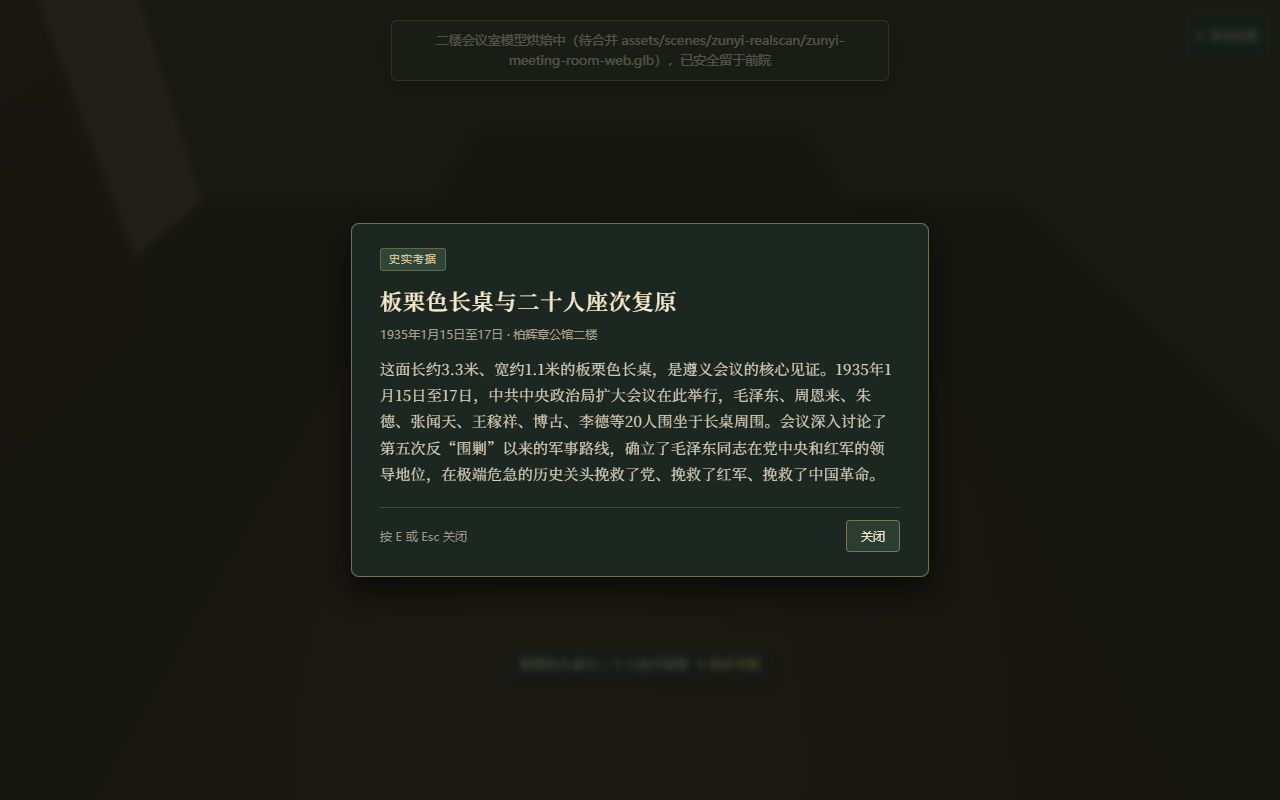 二楼会议室模型烘焙中（待合并 assets/scenes/zunyi-realscan/zunyi-
meeting-room-web.glb），已安全留于前院
史实考据
板栗色长桌与二十人座次复原
1935年1月15日至17日 · 柏辉章公馆二楼
这面长约3.3米、宽约1.1米的板栗色长桌，是遵义会议的核心见证。1935年1
月15日至17日，中共中央政治局扩大会议在此举行，毛泽东、周恩来、朱
德、张闻天、王稼祥、博古、李德等20人围坐于长桌周围。会议深入讨论了
第五次反“围剿”以来的军事路线，确立了毛泽东同志在党中央和红军的领
导地位，在极端危急的历史关头挽救了党、挽救了红军、挽救了中国革命。
按 E 或 Esc 关闭
关闭